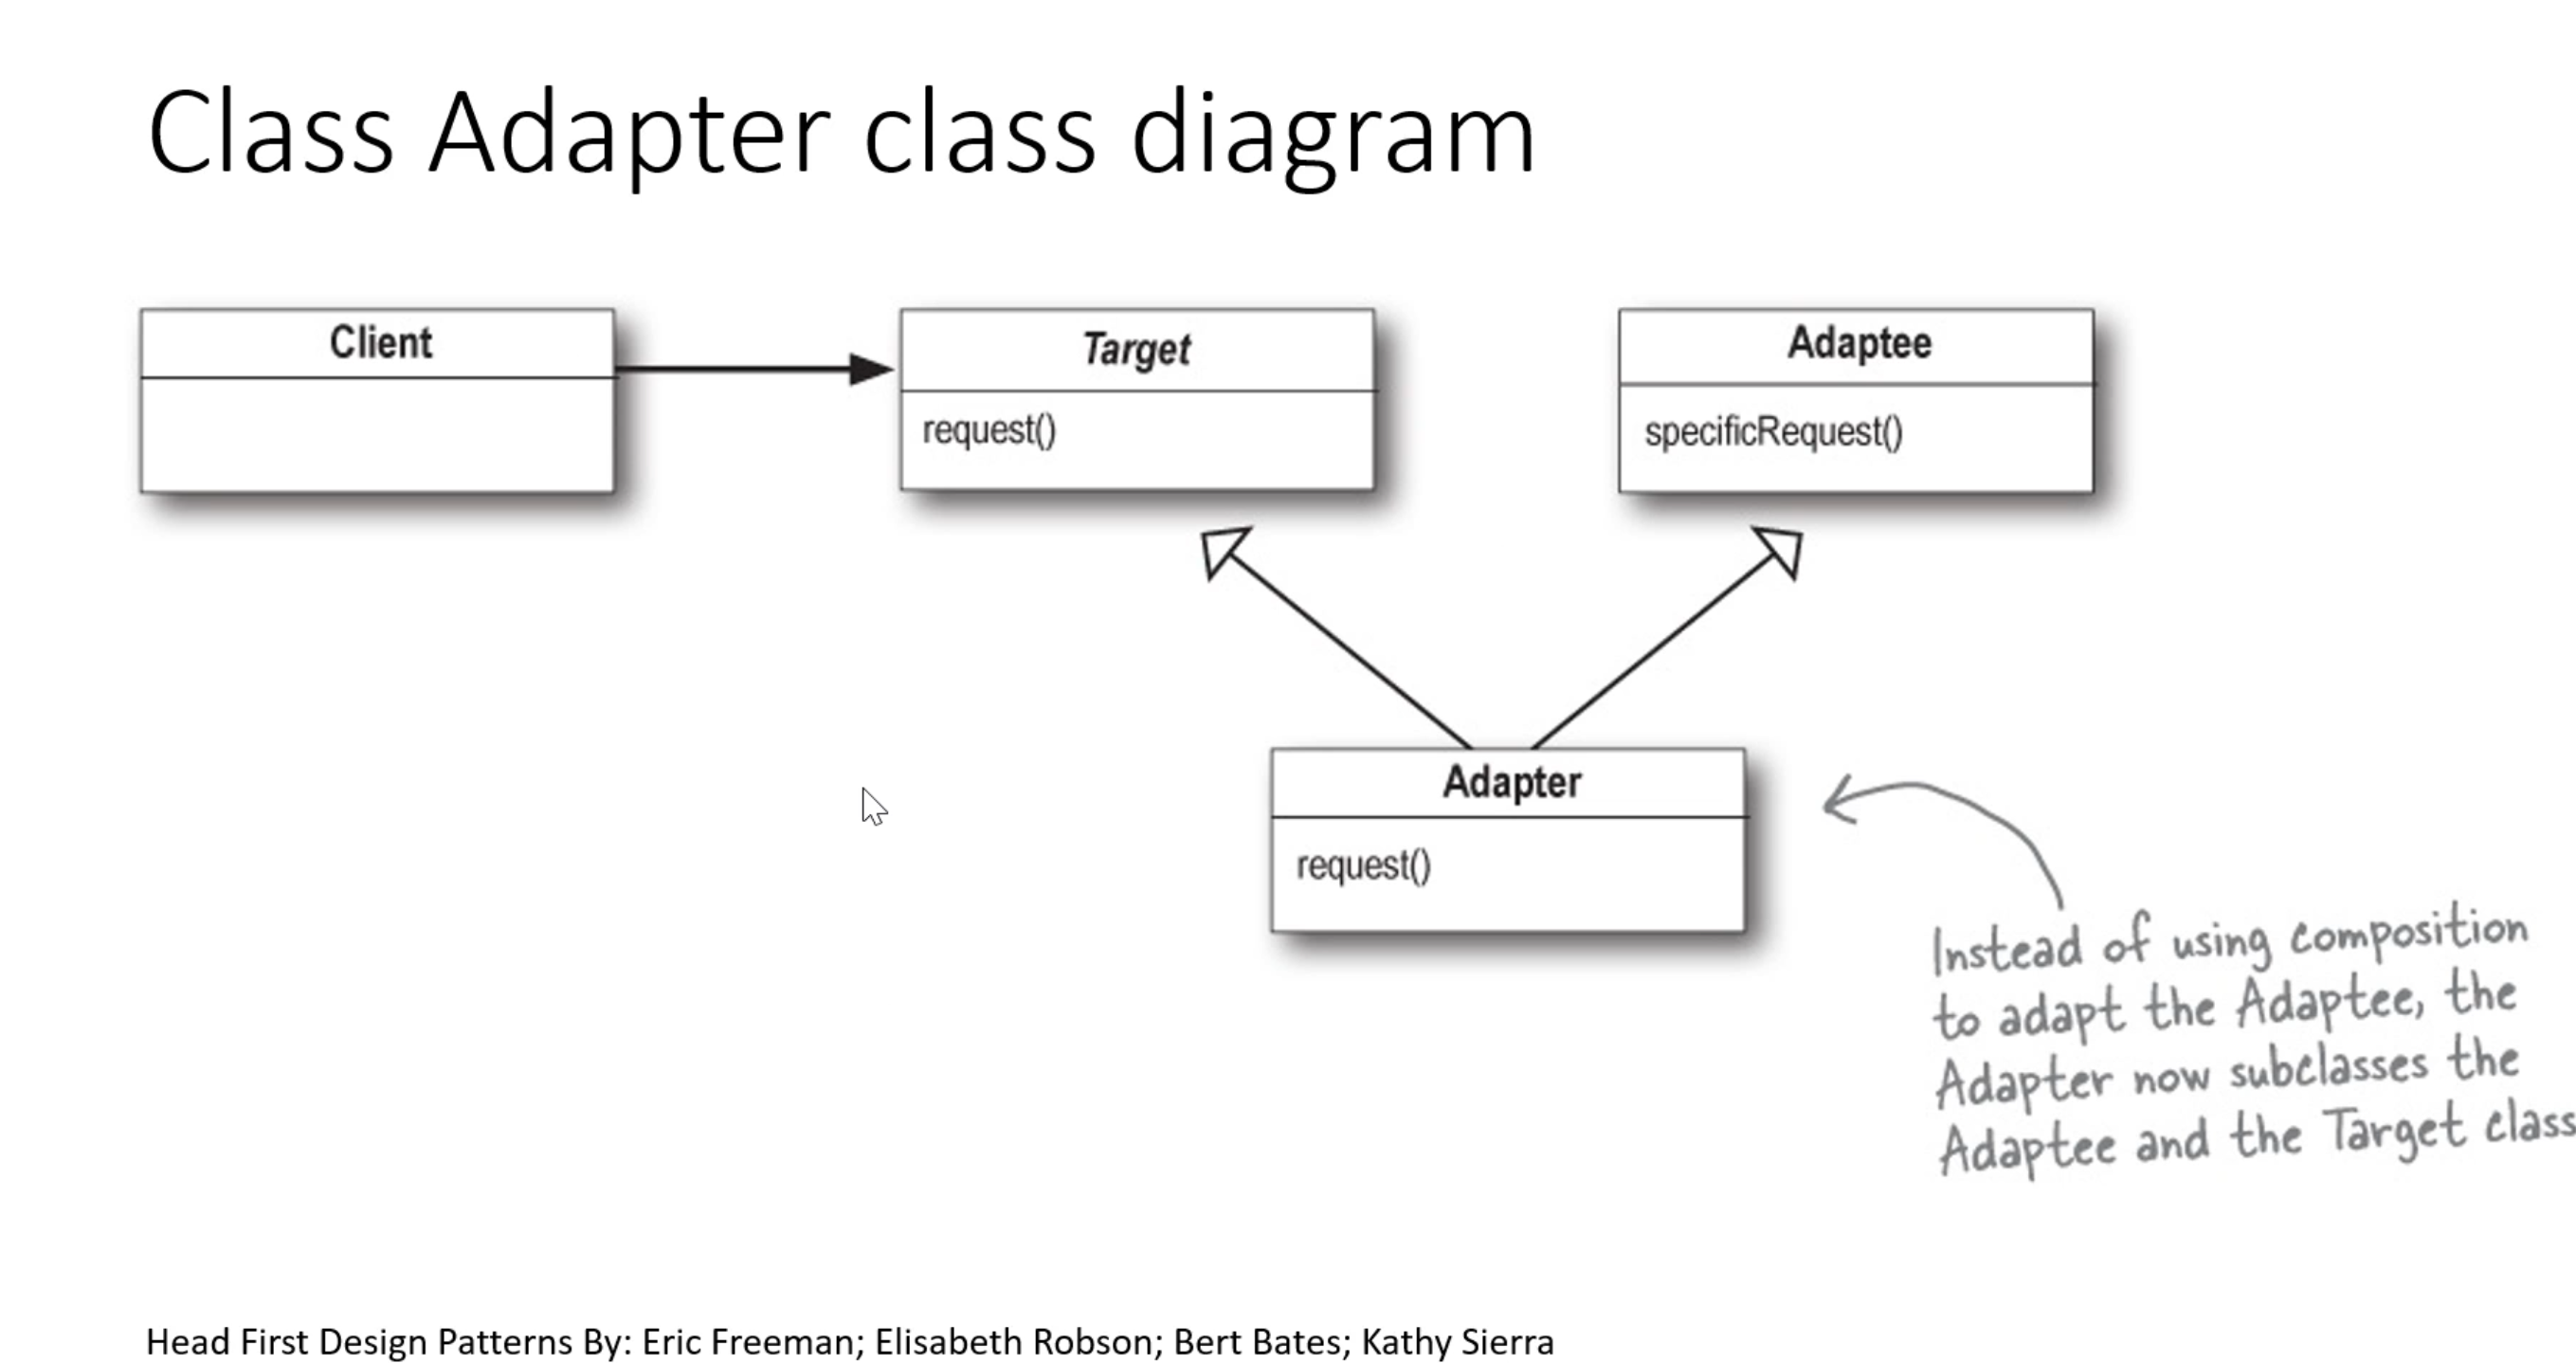 Class Adapter class diagram
Client
Target
request()
Adaptee
specificRequest()
Adapter
request()
Instead of using composition
to adapt the Adaptee, the
Adapter now subclasses the
Adaptee and the Target class
Head First Design Patterns By: Eric Freeman; Elisabeth Robson; Bert Bates; Kathy Sierra